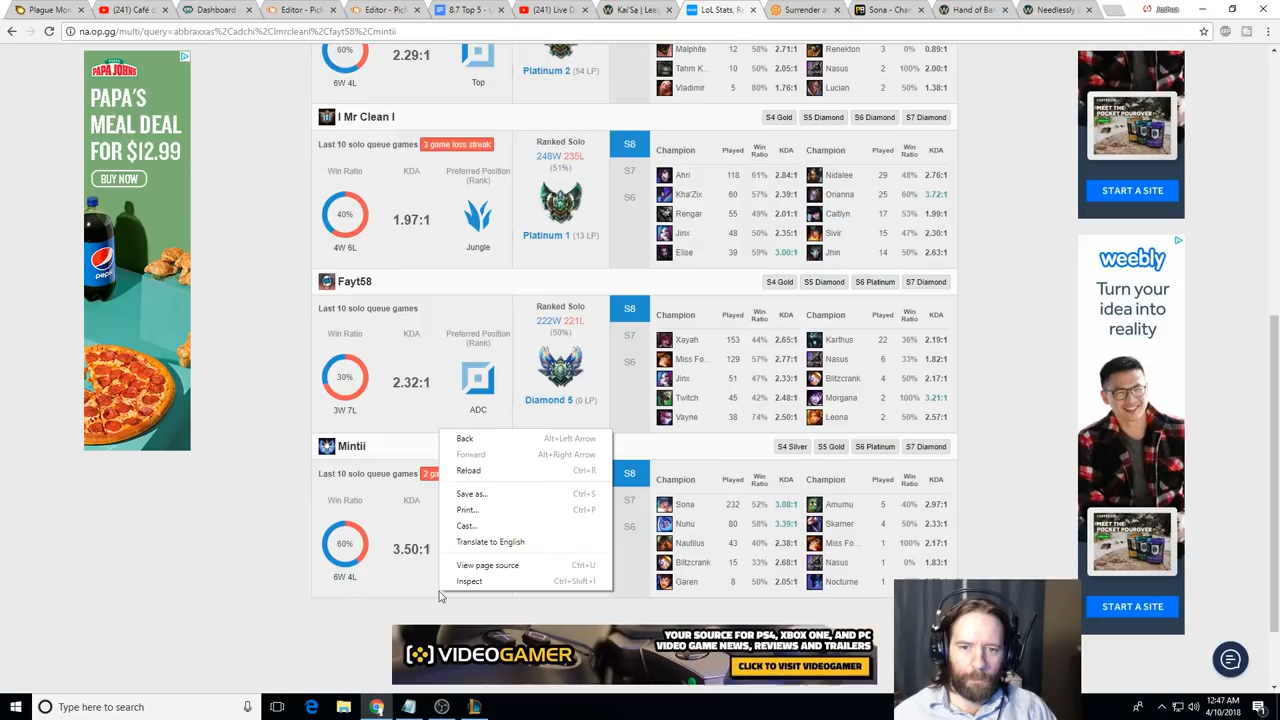 Plague Mor
(241) Cafe d
Dashboard
Editor - Pick
Editor - Pick
8.7 Top 5 -
(241) Live D
Kai'Sa | Leag
LoL Stats, R
Surrender a
Sona - Cham
Hand of Bar
Needlessly
Joshua
na.op.gg/multi/query=abbraxxas%2Cadchi%2Cimrcleanl%2Cfayt58%2Cmintii
PAPA JOHNS
PAPA'S
MEAL DEAL
FOR $12.99
BUY NOW
pepsi
60%
6W 4L
2.29:1
Top
Platinum 2 (54 LP)
Malphite 12 58% 2.71:1 Renekton 3 0% 0.89:1
Tahm K... 10 50% 2.05:1 Nasus 2 100% 2.00:1
Vladimir 5 80% 1.76:1 Lucian 2 50% 1.38:1
I Mr Clean I
S4 Gold S5 Diamond S6 Diamond S7 Diamond
Last 10 solo queue games 3 game loss streak
Win Ratio KDA Preferred Position
(Rank)
40%
4W 6L
1.97:1
Jungle
Ranked Solo
248W 235L
(51%)
Platinum 1 (13 LP)
S8
S7
S6
Champion Played Win Ratio KDA Champion Played Win Ratio KDA
Ahri 118 61% 2.84:1 Nidalee 29 48% 2.76:1
Kha'Zix 60 57% 2.39:1 Orianna 25 60% 3.72:1
Rengar 55 49% 2.01:1 Caitlyn 17 53% 1.99:1
Jinx 48 50% 2.35:1 Sivir 15 47% 2.30:1
Elise 39 59% 3.00:1 Jhin 14 50% 2.63:1
Fayt58
S4 Gold S5 Diamond S6 Platinum S7 Diamond
Last 10 solo queue games
Win Ratio KDA Preferred Position
(Rank)
30%
3W 7L
2.32:1
ADC
Ranked Solo
222W 221L
(50%)
Diamond 5 (0 LP)
S8
S7
S6
Champion Played Win Ratio KDA Champion Played Win Ratio KDA
Xayah 153 44% 2.65:1 Karthus 22 36% 2.19:1
Miss Fo... 129 57% 2.77:1 Nasus 6 33% 1.82:1
Jinx 51 47% 2.33:1 Blitzcrank 4 50% 2.17:1
Twitch 45 42% 2.48:1 Morgana 2 100% 3.21:1
Vayne 38 74% 2.50:1 Leona 2 50% 2.57:1
Mintii
S4 Silver S5 Gold S6 Platinum S7 Diamond
Last 10 solo queue games 2 ga
Win Ratio KDA
60%
6W 4L
3.50:1
S8
S7
S6
Champion Played Win Ratio KDA Champion Played Win Ratio KDA
Sona 232 52% 3.08:1 Amumu 5 40% 2.97:1
Nunu 80 58% 3.39:1 Skarner 4 50% 2.33:1
Nautilus 43 40% 2.38:1 Miss Fo... 1 100% 2.17:1
Blitzcrank 15 33% 2.68:1 Nasus 1 0% 1.83:1
Garen 8 50% 2.05:1 Nocturne 1
Back Alt+Left Arrow
Forward Alt+Right Arrow
Reload Ctrl+R
Save as... Ctrl+S
Print... Ctrl+P
Cast...
Translate to English
View page source Ctrl+U
Inspect Ctrl+Shift+I
MEET THE
POCKET POUROVER
START A SITE
weebly
Turn your
idea into
reality
MEET THE
POCKET POUROVER
START A SITE
VIDEOGAMER
YOUR SOURCE FOR PS4, XBOX ONE, AND PC
VIDEO GAME NEWS, REVIEWS AND TRAILERS
CLICK TO VISIT VIDEOGAMER
Type here to search
12:47 AM
4/10/2018